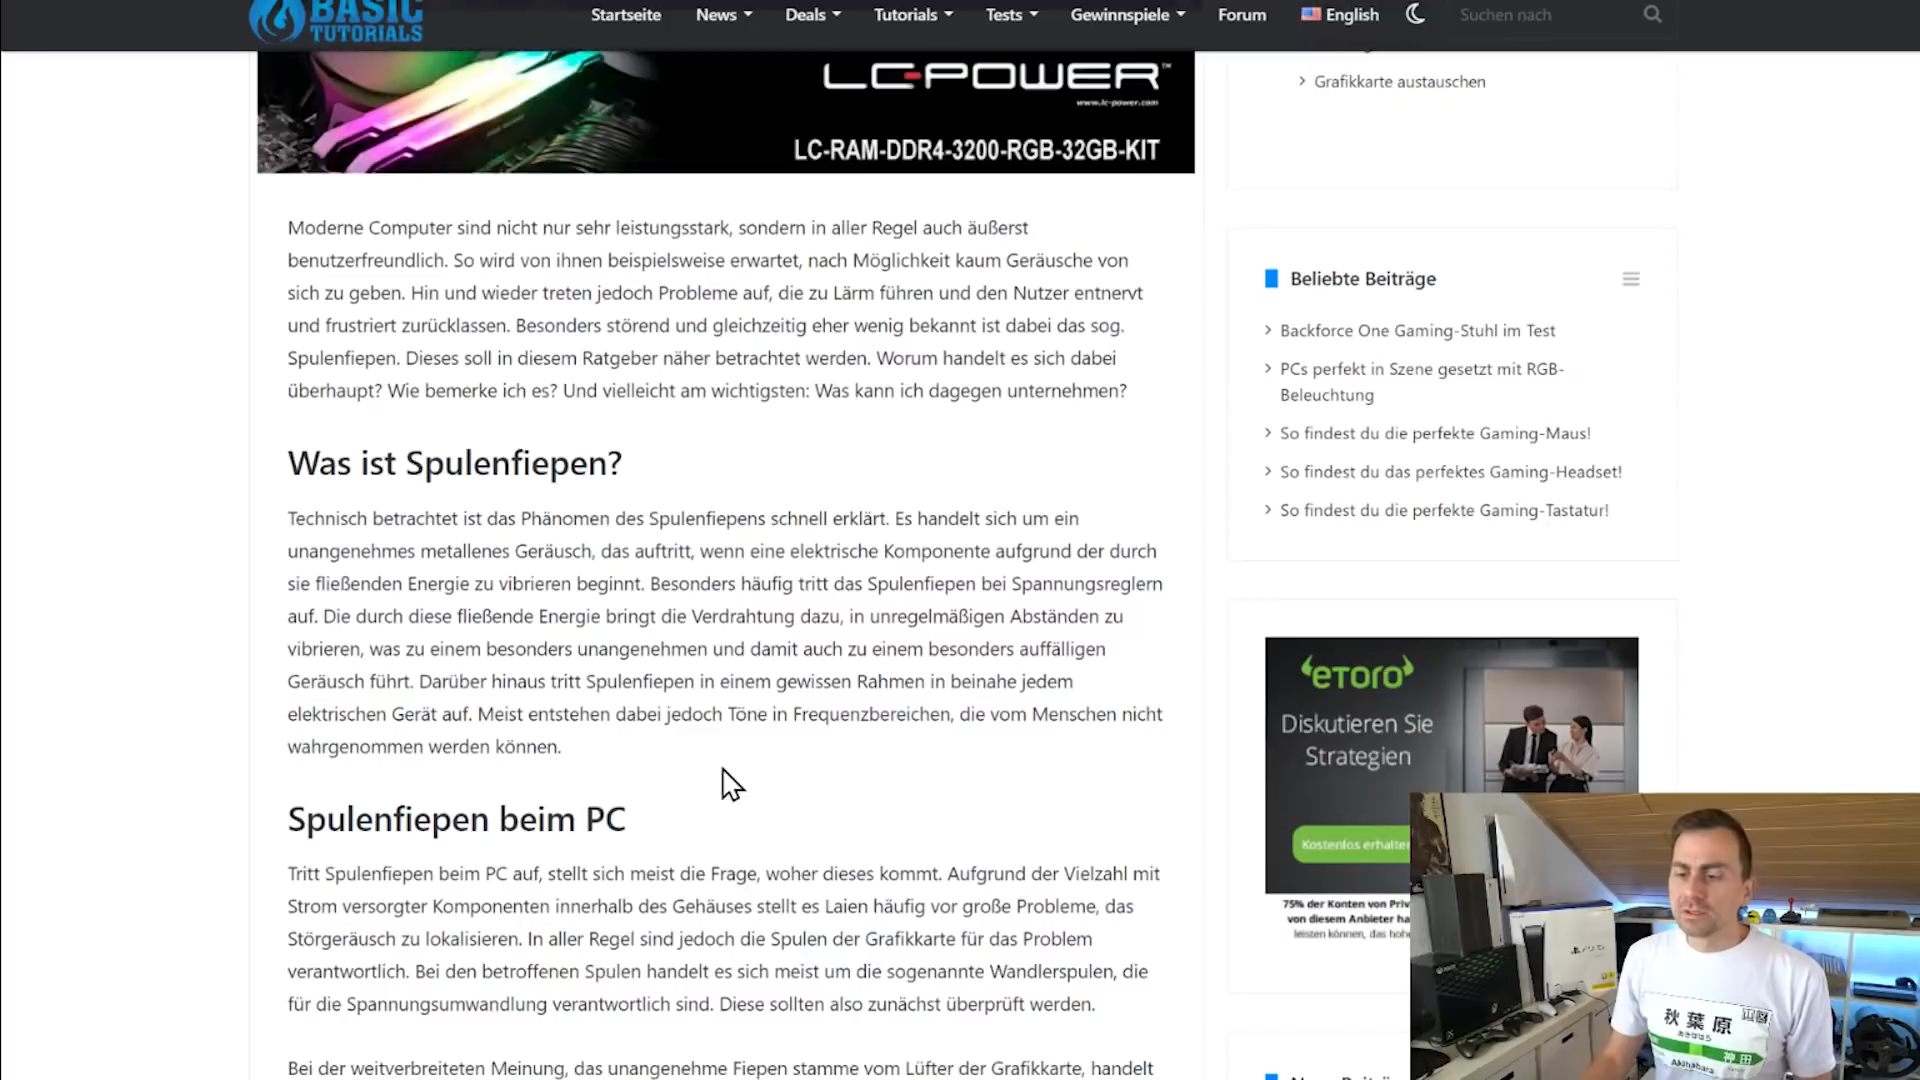 BASIC
TUTORIALS
Startseite
News
Deals
Tutorials
Tests
Gewinnspiele
Forum
English
Suchen nach
LC-POWER™
www.lc-power.com
LC-RAM-DDR4-3200-RGB-32GB-KIT
Moderne Computer sind nicht nur sehr leistungsstark, sondern in aller Regel auch äußerst
benutzerfreundlich. So wird von ihnen beispielsweise erwartet, nach Möglichkeit kaum Geräusche von
sich zu geben. Hin und wieder treten jedoch Probleme auf, die zu Lärm führen und den Nutzer entnervt
und frustriert zurücklassen. Besonders störend und gleichzeitig eher wenig bekannt ist dabei das sog.
Spulenfiepen. Dieses soll in diesem Ratgeber näher betrachtet werden. Worum handelt es sich dabei
überhaupt? Wie bemerke ich es? Und vielleicht am wichtigsten: Was kann ich dagegen unternehmen?
Was ist Spulenfiepen?
Technisch betrachtet ist das Phänomen des Spulenfiepens schnell erklärt. Es handelt sich um ein
unangenehmes metallenes Geräusch, das auftritt, wenn eine elektrische Komponente aufgrund der durch
sie fließenden Energie zu vibrieren beginnt. Besonders häufig tritt das Spulenfiepen bei Spannungsreglern
auf. Die durch diese fließende Energie bringt die Verdrahtung dazu, in unregelmäßigen Abständen zu
vibrieren, was zu einem besonders unangenehmen und damit auch zu einem besonders auffälligen
Geräusch führt. Darüber hinaus tritt Spulenfiepen in einem gewissen Rahmen in beinahe jedem
elektrischen Gerät auf. Meist entstehen dabei jedoch Töne in Frequenzbereichen, die vom Menschen nicht
wahrgenommen werden können.
Spulenfiepen beim PC
Tritt Spulenfiepen beim PC auf, stellt sich meist die Frage, woher dieses kommt. Aufgrund der Vielzahl mit
Strom versorgter Komponenten innerhalb des Gehäuses stellt es Laien häufig vor große Probleme, das
Störgeräusch zu lokalisieren. In aller Regel sind jedoch die Spulen der Grafikkarte für das Problem
verantwortlich. Bei den betroffenen Spulen handelt es sich meist um die sogenannte Wandlerspulen, die
für die Spannungsumwandlung verantwortlich sind. Diese sollten also zunächst überprüft werden.
Bei der weitverbreiteten Meinung, das unangenehme Fiepen stamme vom Lüfter der Grafikkarte, handelt
Grafikkarte austauschen
Beliebte Beiträge
Backforce One Gaming-Stuhl im Test
PCs perfekt in Szene gesetzt mit RGB-
Beleuchtung
So findest du die perfekte Gaming-Maus!
So findest du das perfektes Gaming-Headset!
So findest du die perfekte Gaming-Tastatur!
eToro
Diskutieren Sie
Strategien
Kostenlos erhalte
75% der Konten von Priv
von diesem Anbieter ha
leisten können, das hoh
秋葉原
あきはばら
神田
Akihabara